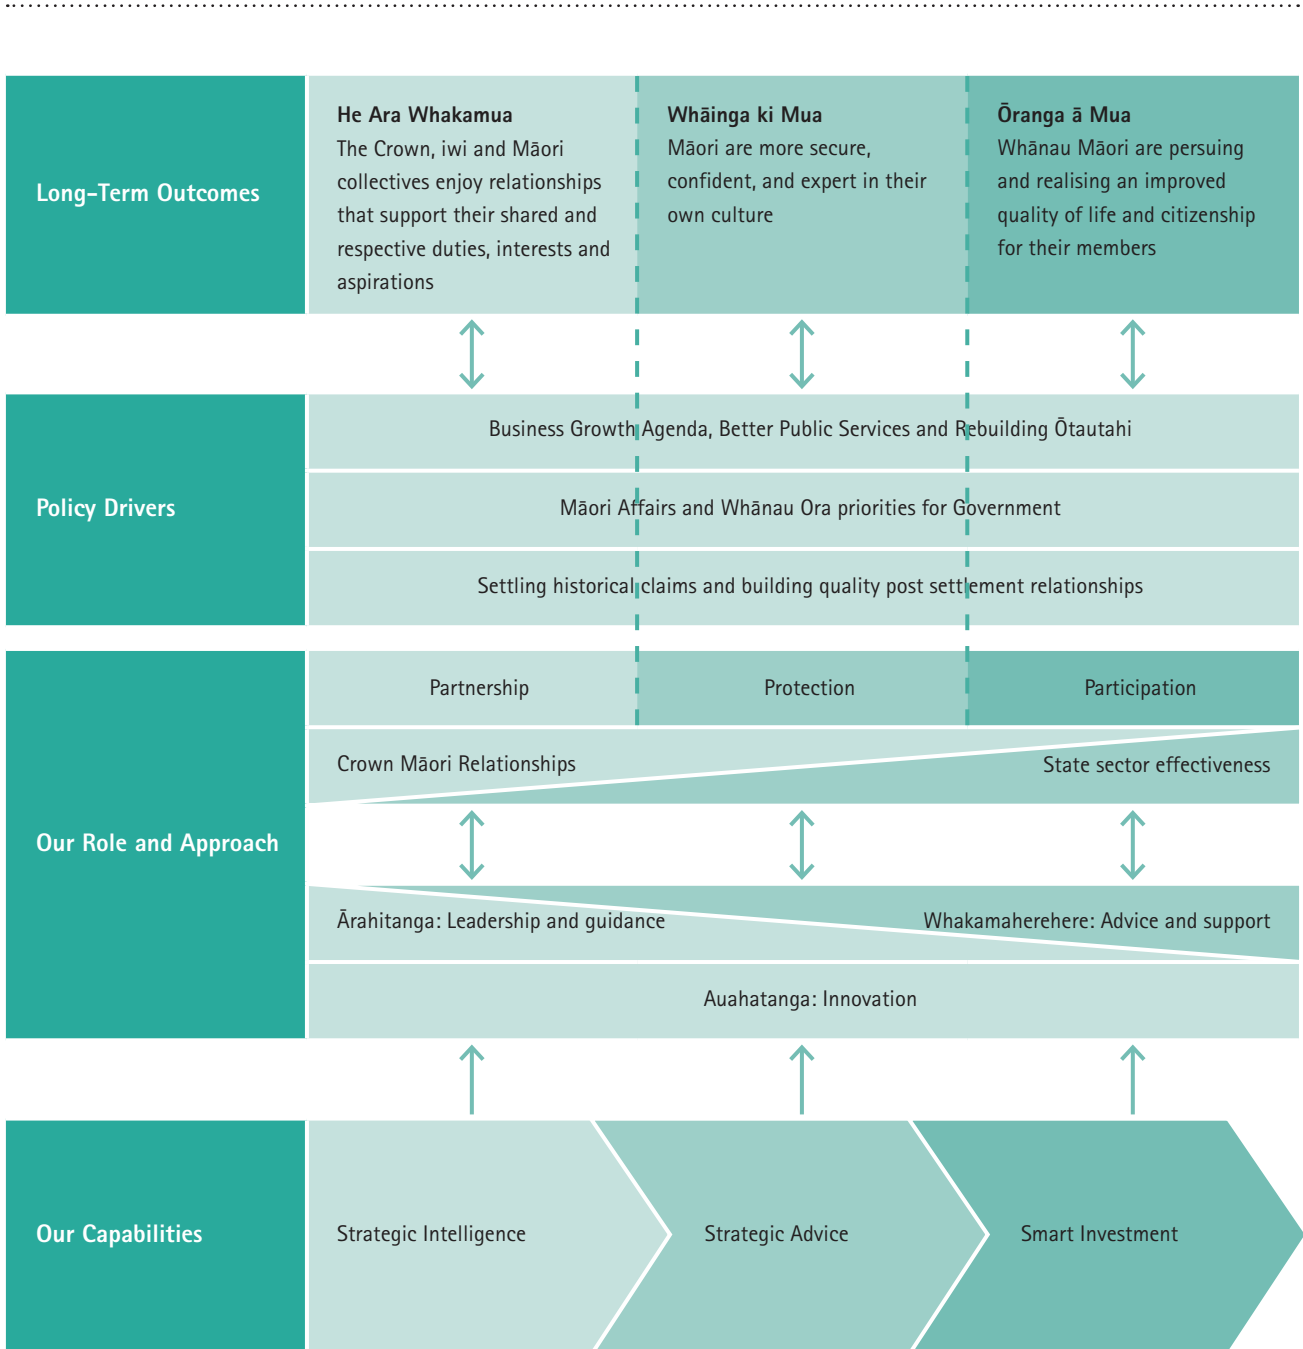 Long-Term Outcomes
He Ara Whakamua
The Crown, iwi and Māori
collectives enjoy relationships
that support their shared and
respective duties, interests and
aspirations
Whāinga ki Mua
Māori are more secure,
confident, and expert in their
own culture
Ōranga ā Mua
Whānau Māori are persuing
and realising an improved
quality of life and citizenship
for their members
Policy Drivers
Business Growth Agenda, Better Public Services and Rebuilding Ōtautahi
Māori Affairs and Whānau Ora priorities for Government
Settling historical claims and building quality post settlement relationships
Our Role and Approach
Partnership
Protection
Participation
Crown Māori Relationships
State sector effectiveness
Ārahitanga: Leadership and guidance
Whakamaherehere: Advice and support
Auahatanga: Innovation
Our Capabilities
Strategic Intelligence
Strategic Advice
Smart Investment